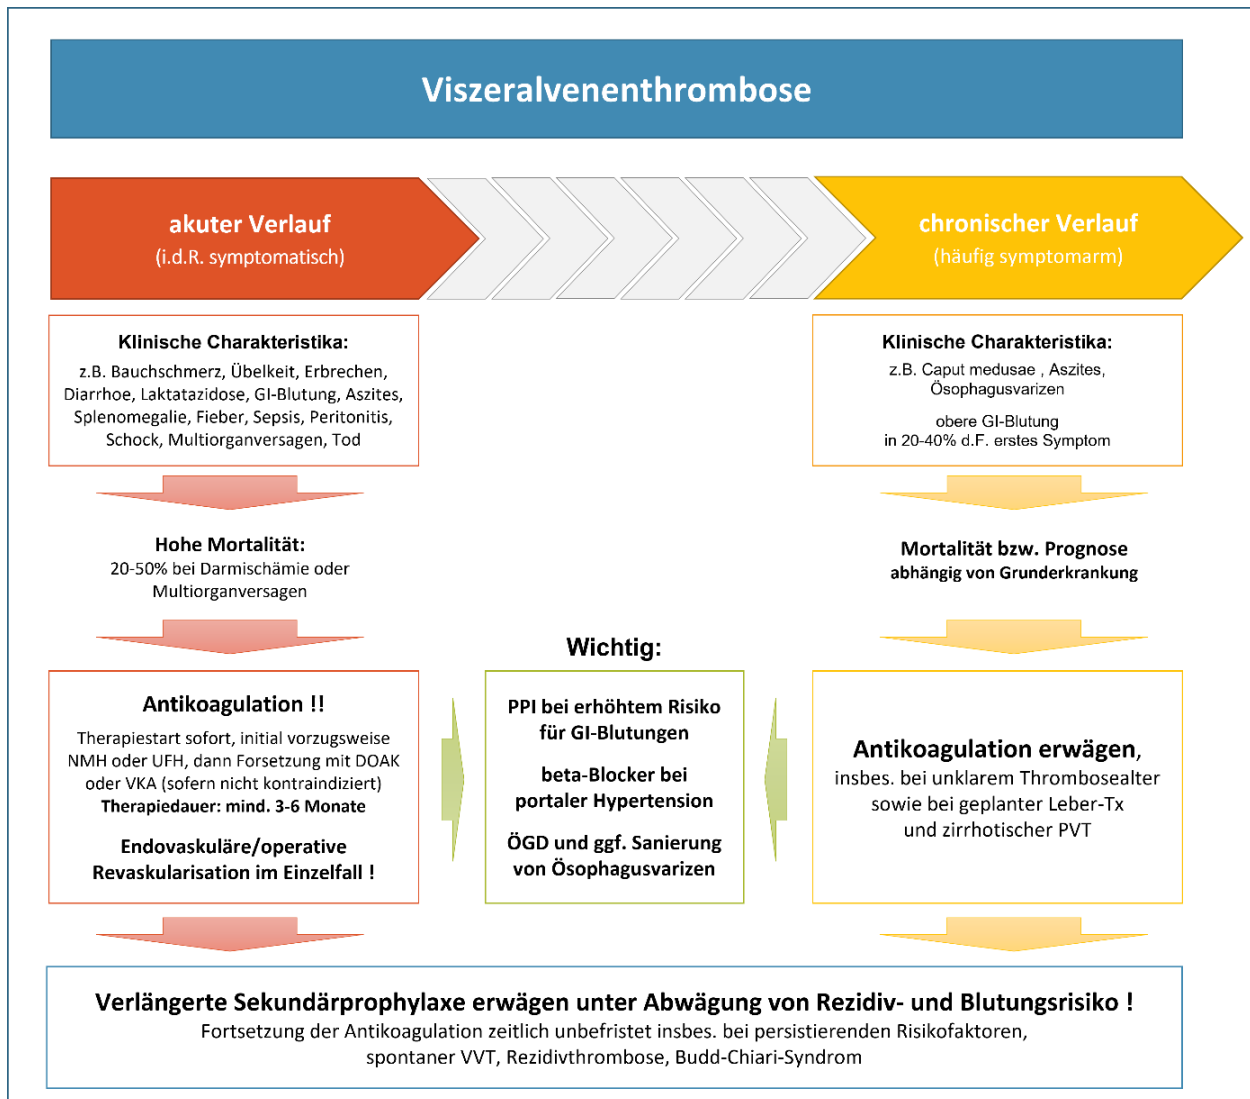 Viszeralvenenthrombose
akuter Verlauf
(i.d.R. symptomatisch)
chronischer Verlauf
(häufig symptomarm)
Klinische Charakteristika:
z.B. Bauchschmerz, Übelkeit, Erbrechen,
Diarrhoe, Laktatazidose, GI-Blutung, Aszites,
Splenomegalie, Fieber, Sepsis, Peritonitis,
Schock, Multiorganversagen, Tod
Klinische Charakteristika:
z.B. Caput medusae , Aszites,
Ösophagusvarizen
obere GI-Blutung
in 20-40% d.F. erstes Symptom
Hohe Mortalität:
20-50% bei Darmischämie oder
Multiorganversagen
Mortalität bzw. Prognose
abhängig von Grunderkrankung
Antikoagulation !!
Therapiestart sofort, initial vorzugsweise
NMH oder UFH, dann Forsetzung mit DOAK
oder VKA (sofern nicht kontraindiziert)
Therapiedauer: mind. 3-6 Monate
Endovaskuläre/operative
Revaskularisation im Einzelfall !
Wichtig:
PPI bei erhöhtem Risiko
für GI-Blutungen
beta-Blocker bei
portaler Hypertension
ÖGD und ggf. Sanierung
von Ösophagusvarizen
Antikoagulation erwägen,
insbes. bei unklarem Thrombosealter
sowie bei geplanter Leber-Tx
und zirrhotischer PVT
Verlängerte Sekundärprophylaxe erwägen unter Abwägung von Rezidiv- und Blutungsrisiko !
Fortsetzung der Antikoagulation zeitlich unbefristet insbes. bei persistierenden Risikofaktoren,
spontaner VVT, Rezidivthrombose, Budd-Chiari-Syndrom